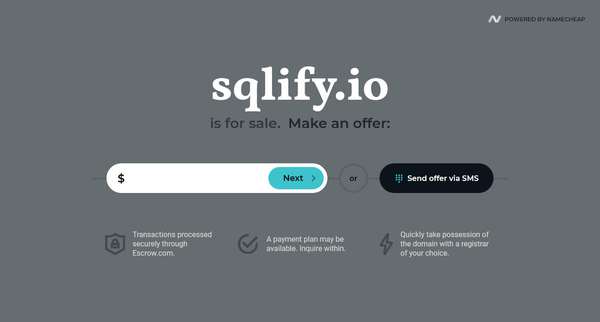 POWERED BY NAMECHEAP
sqlify.io
is for sale. Make an offer:
$ Next or Send offer via SMS
Transactions processed
securely through
Escrow.com.
A payment plan may be
available. Inquire within.
Quickly take possession of
the domain with a registrar
of your choice.